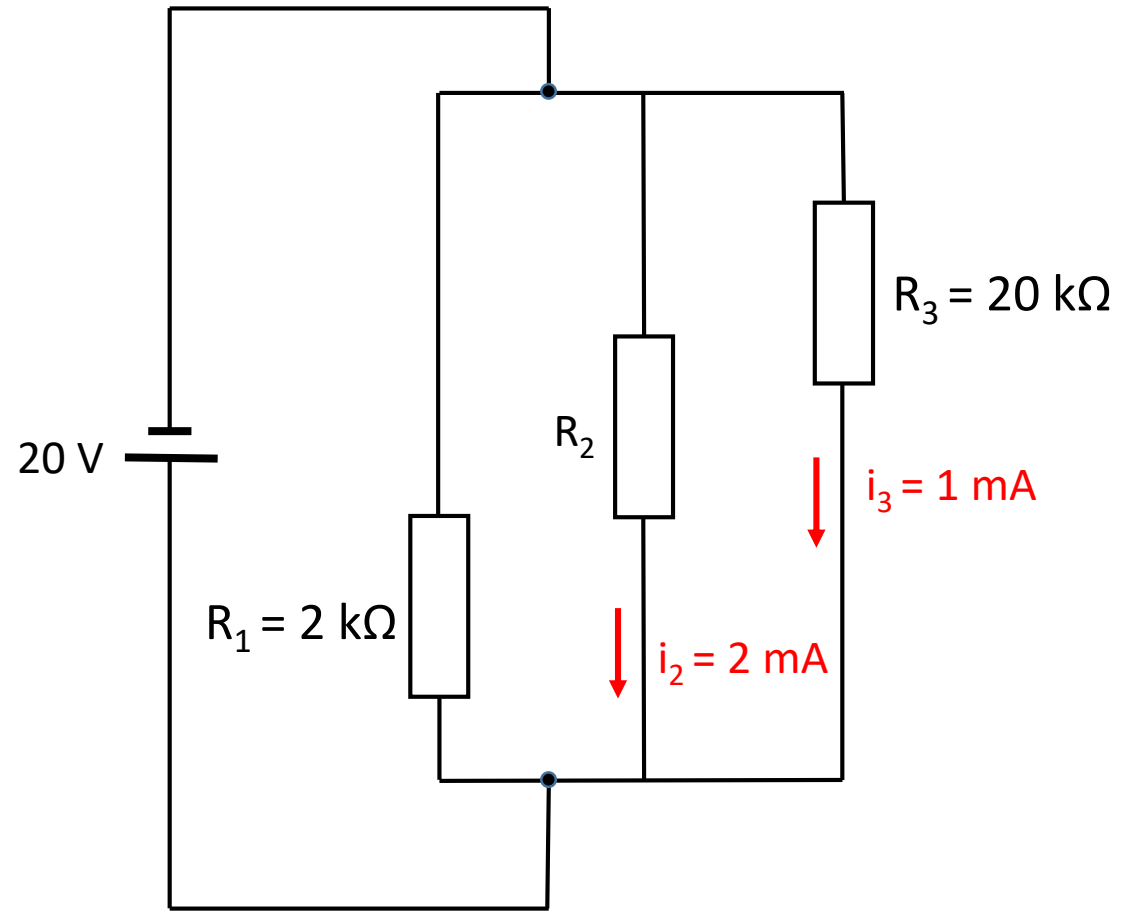 R₃ = 20 kΩ
20 V
R₂
i₃ = 1 mA
R₁ = 2 kΩ
i₂ = 2 mA